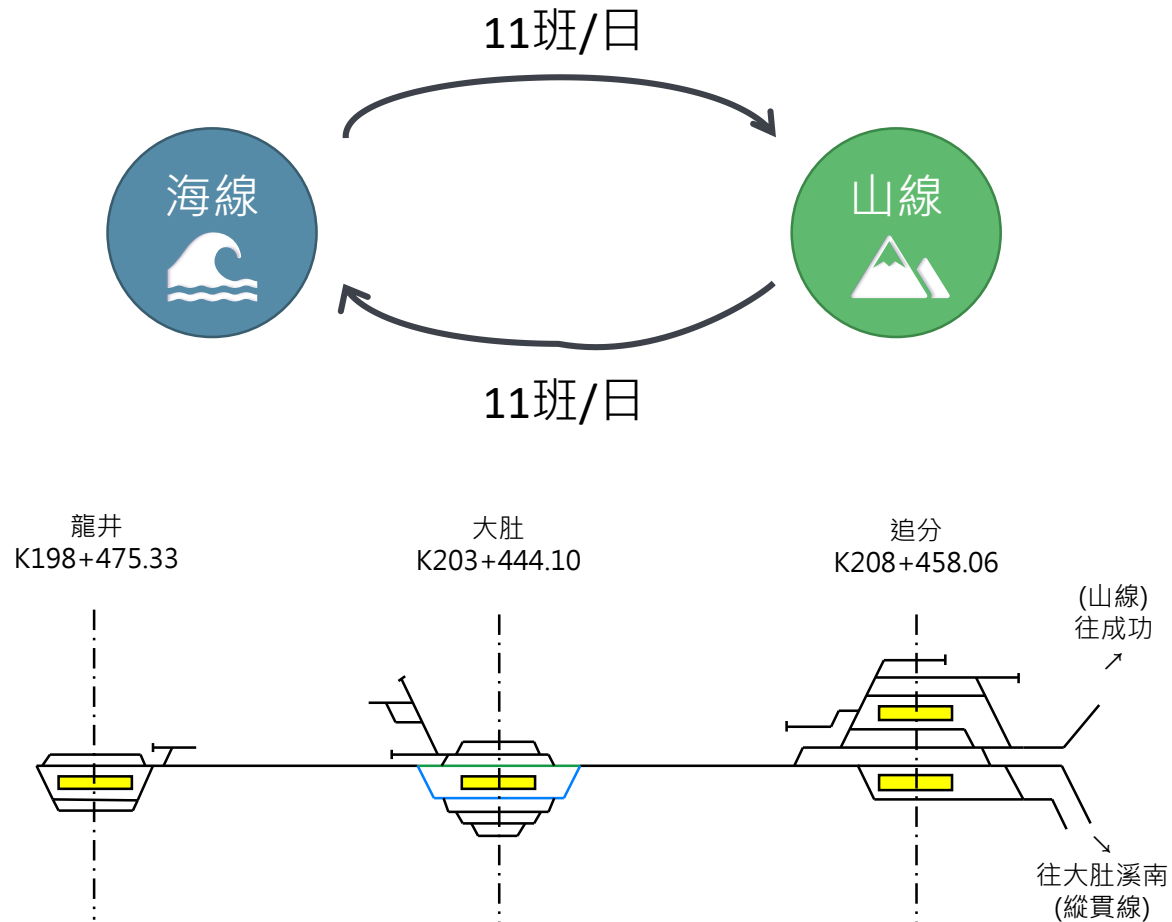 11班/日
海線
山線
11班/日
龍井
K198+475.33
大肚
K203+444.10
追分
K208+458.06
(山線)
往成功
↗
↘
往大肚溪南
(縱貫線)